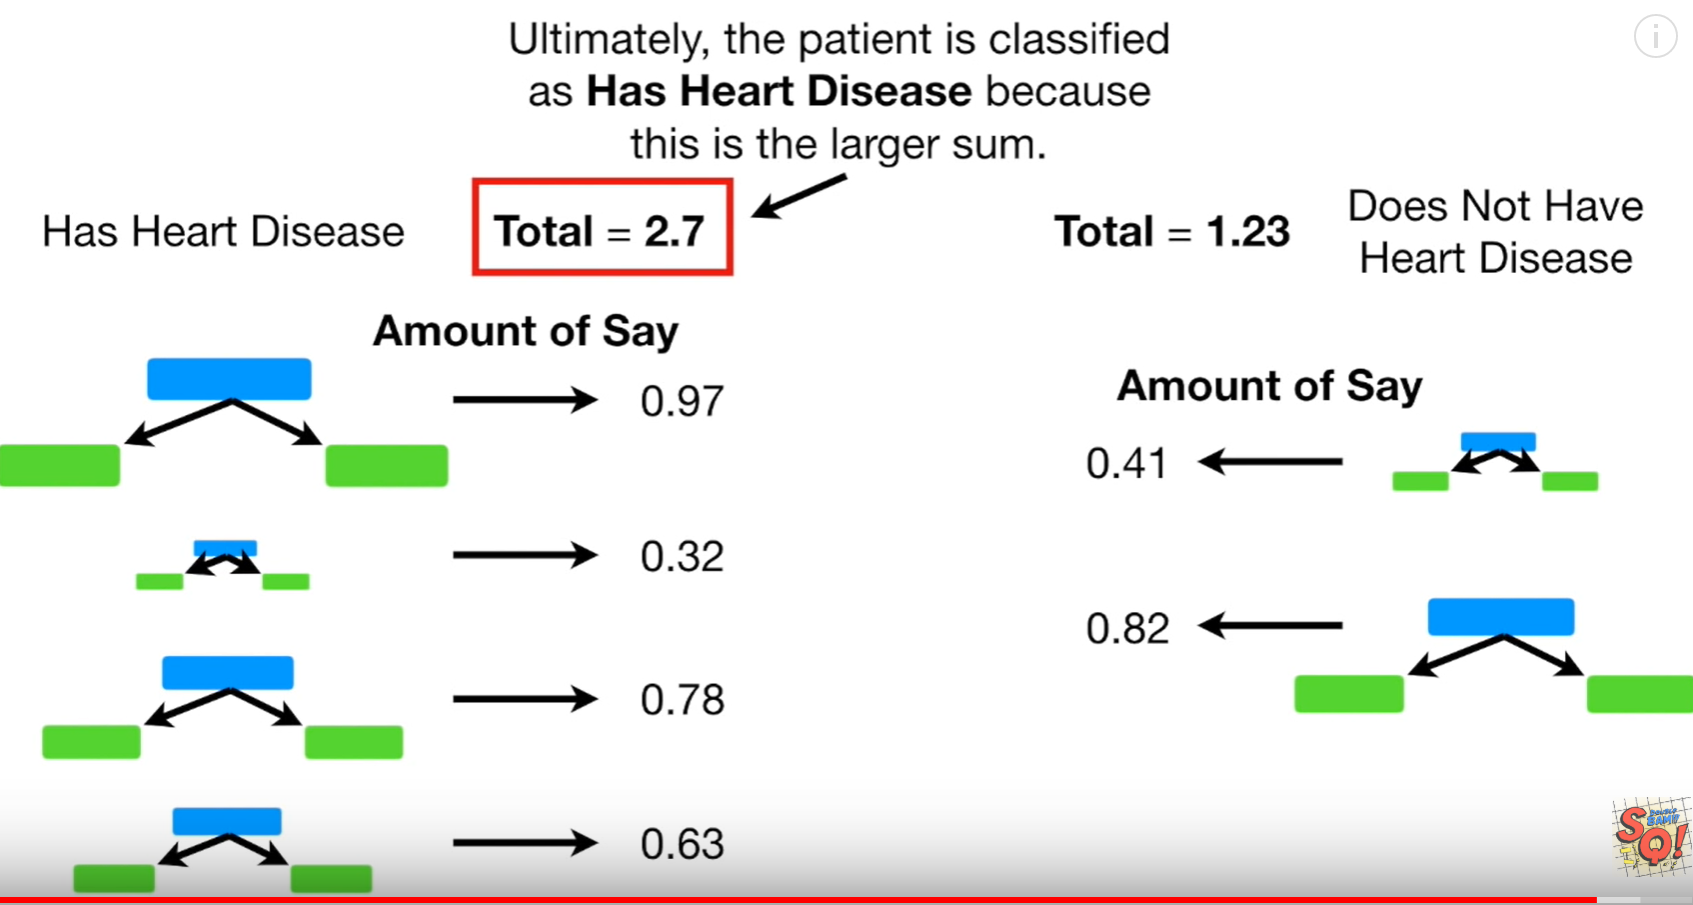 Ultimately, the patient is classified
as Has Heart Disease because
this is the larger sum.
Has Heart Disease
Total = 2.7
Total = 1.23
Does Not Have
Heart Disease
Amount of Say
0.97
0.32
0.78
0.63
Amount of Say
0.41
0.82
SQ!